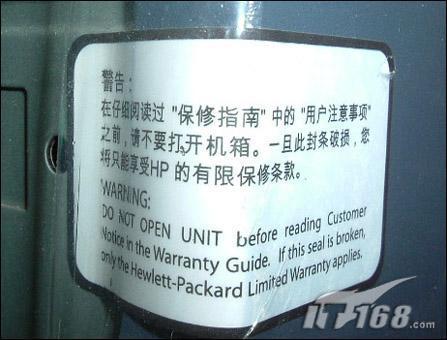 警告：
在仔细阅读过 "保修指南" 中的 "用户注意事项"
之前，请不要打开机箱。一旦此封条破损，您
将只能享受HP 的有限保修条款。
WARNING:
DO NOT OPEN UNIT before reading Customer
Notice in the Warranty Guide. If this seal is broken,
only the Hewlett-Packard Limited Warranty applies.
IT168.com